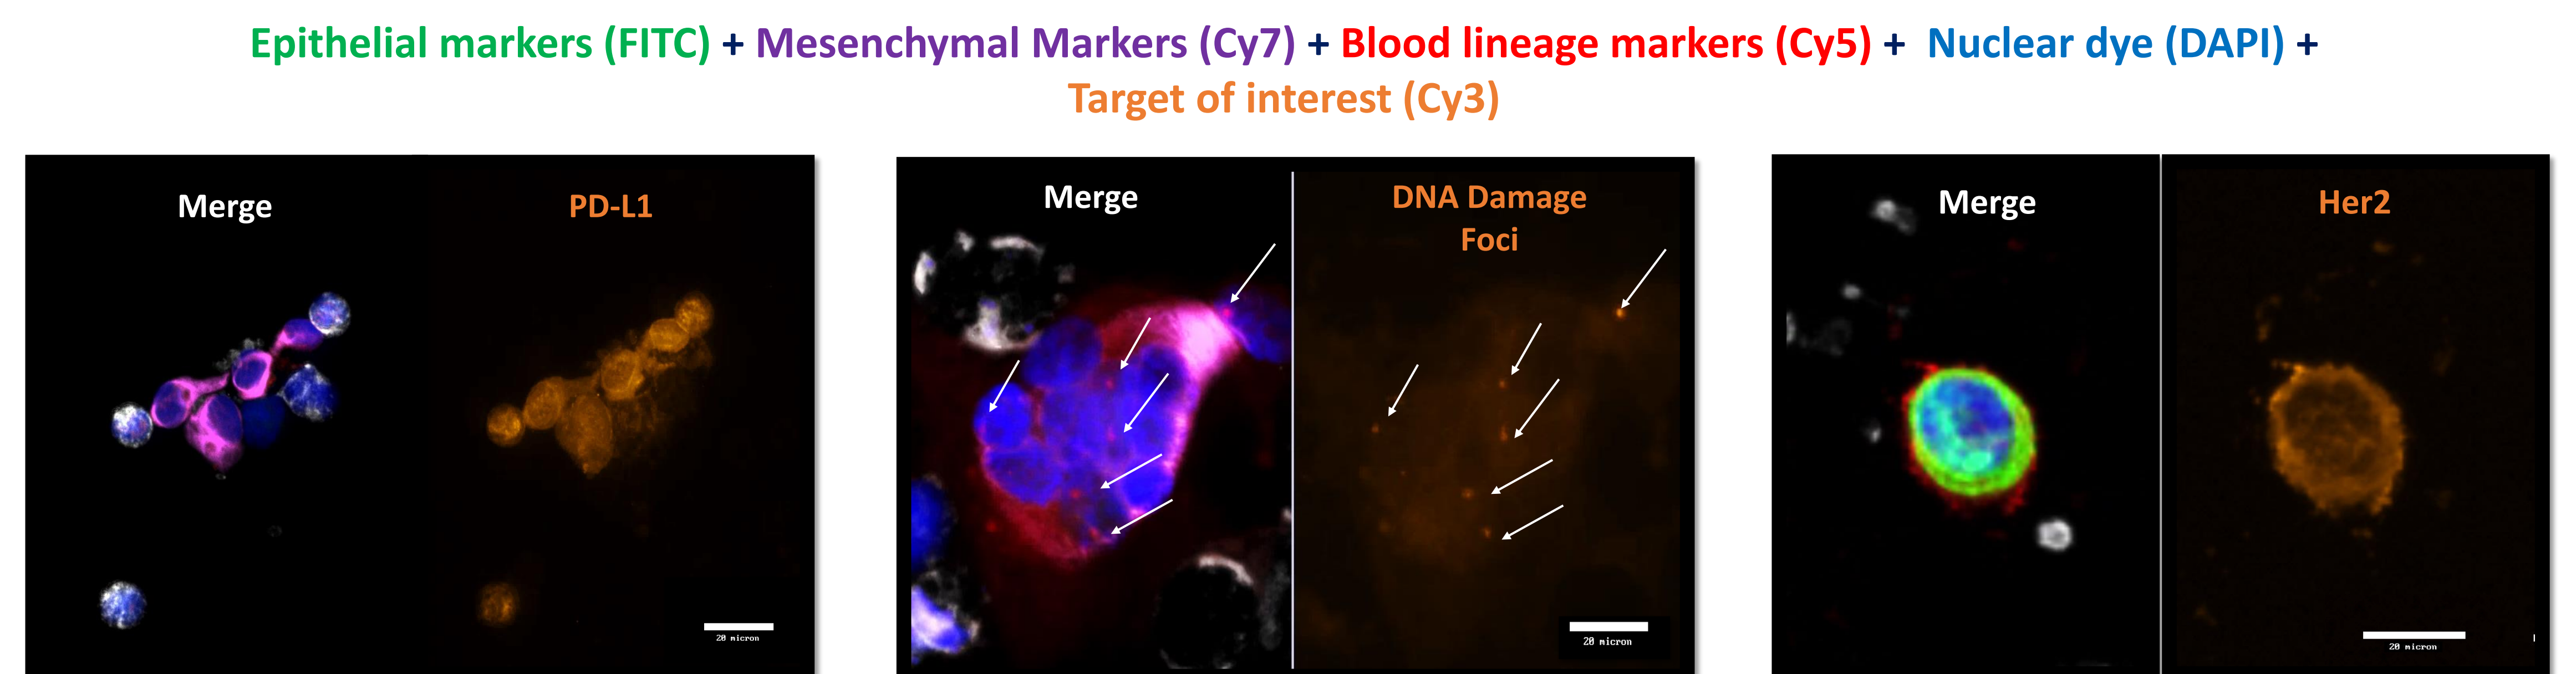 Epithelial markers (FITC) + Mesenchymal Markers (Cy7) + Blood lineage markers (Cy5) + Nuclear dye (DAPI) +
Target of interest (Cy3)
Merge
PD-L1
20 micron
Merge
DNA Damage
Foci
20 micron
Merge
Her2
20 micron